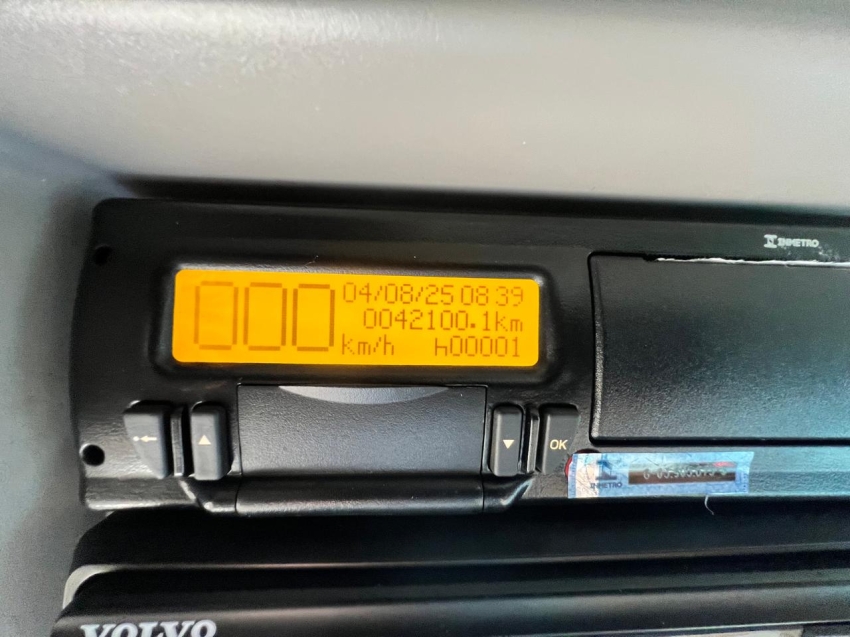 INMETRO
000
04/08/25 08 39
0042100.1km
km/h h00001
OK
INMETRO
VOLVO